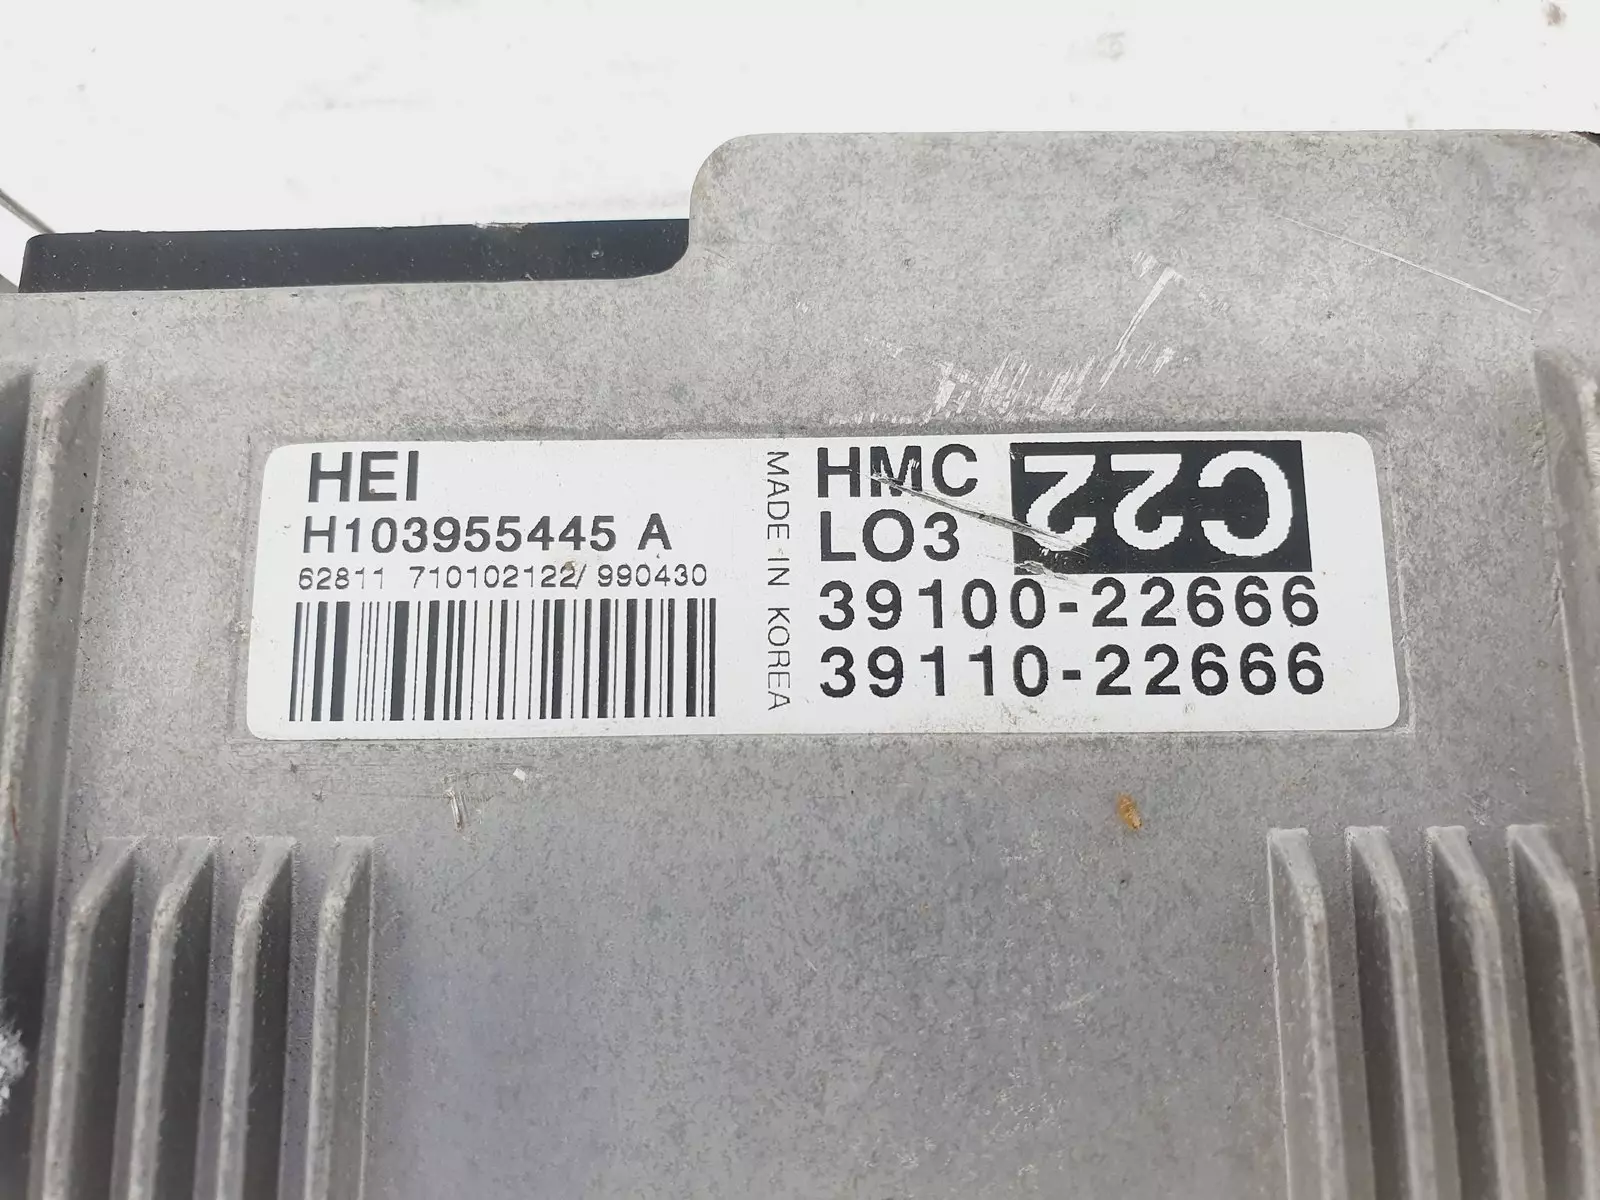 HEI
H103955445 A
62811 710102122/990430
MADE IN KOREA
HMC
LO3
C22
39100-22666
39110-22666